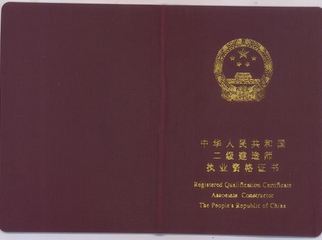 中华人民共和国
二级建造师
执业资格证书
Registered Qualification Certificate
Associate Constructor
The People's Republic of China